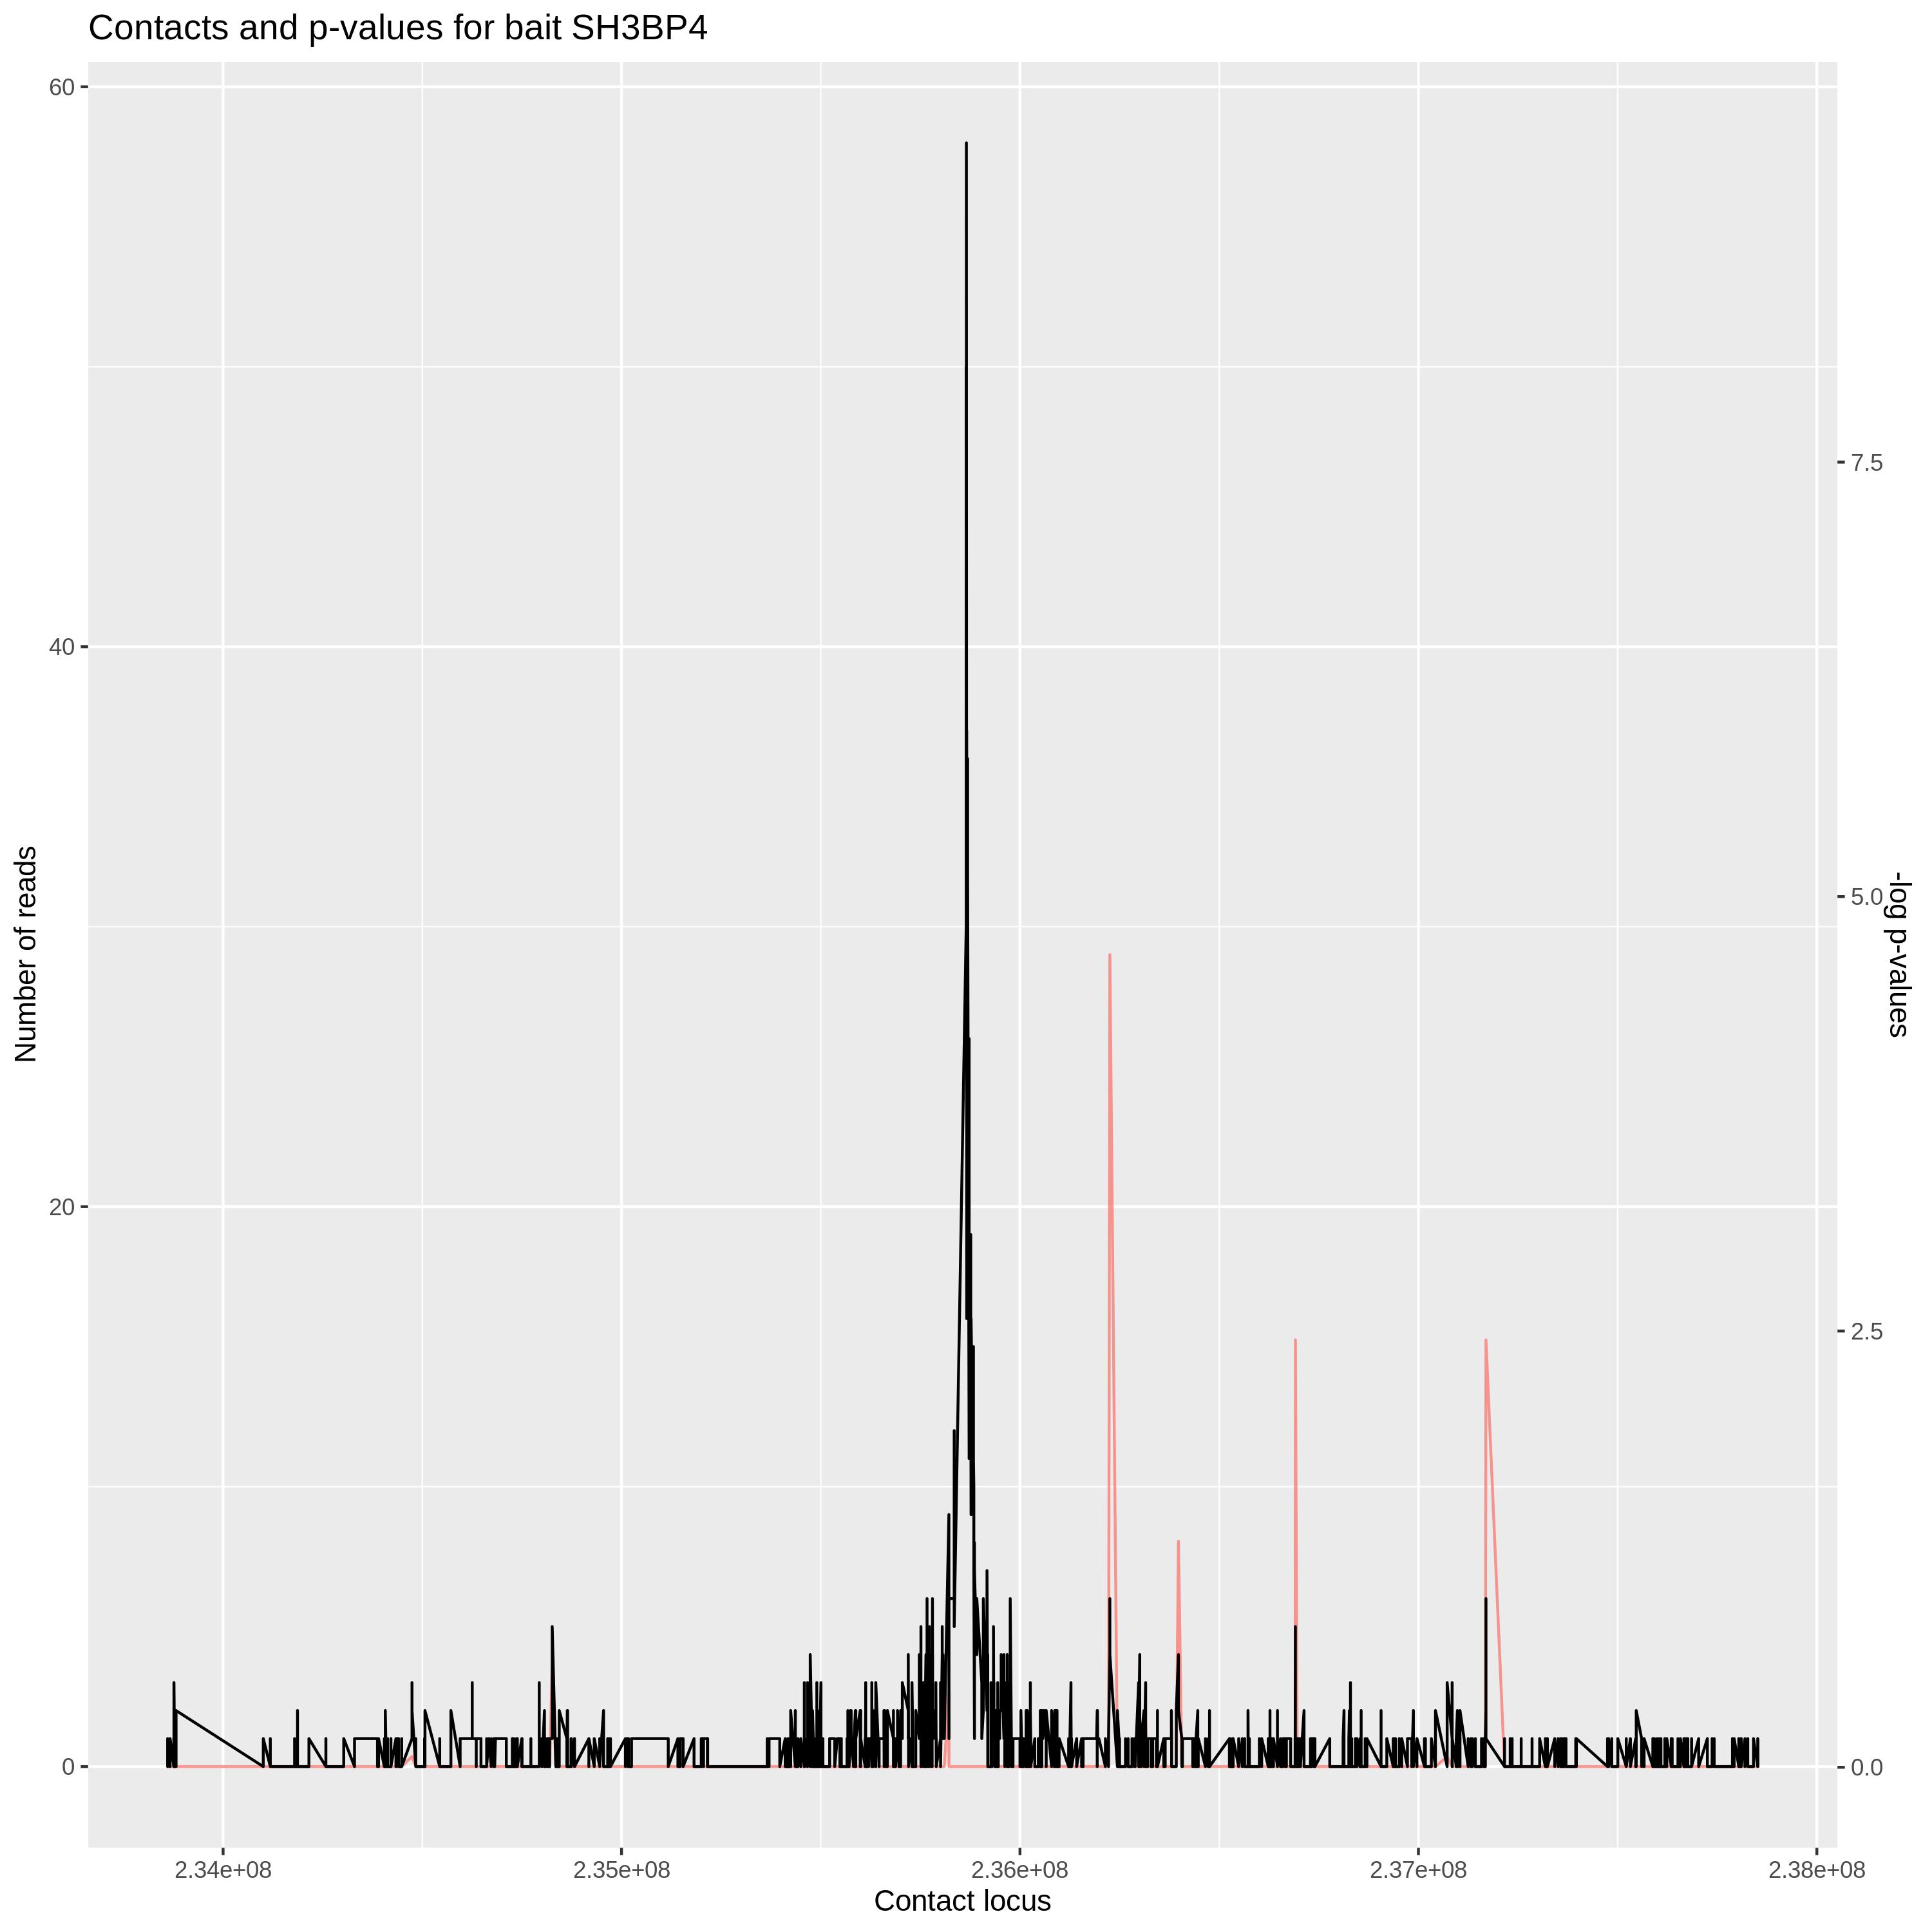 Contacts and p-values for bait SH3BP4
60
40
20
0
Number of reads
7.5
5.0
2.5
0.0
-log p-values
2.34e+08 2.35e+08 2.36e+08 2.37e+08 2.38e+08
Contact locus